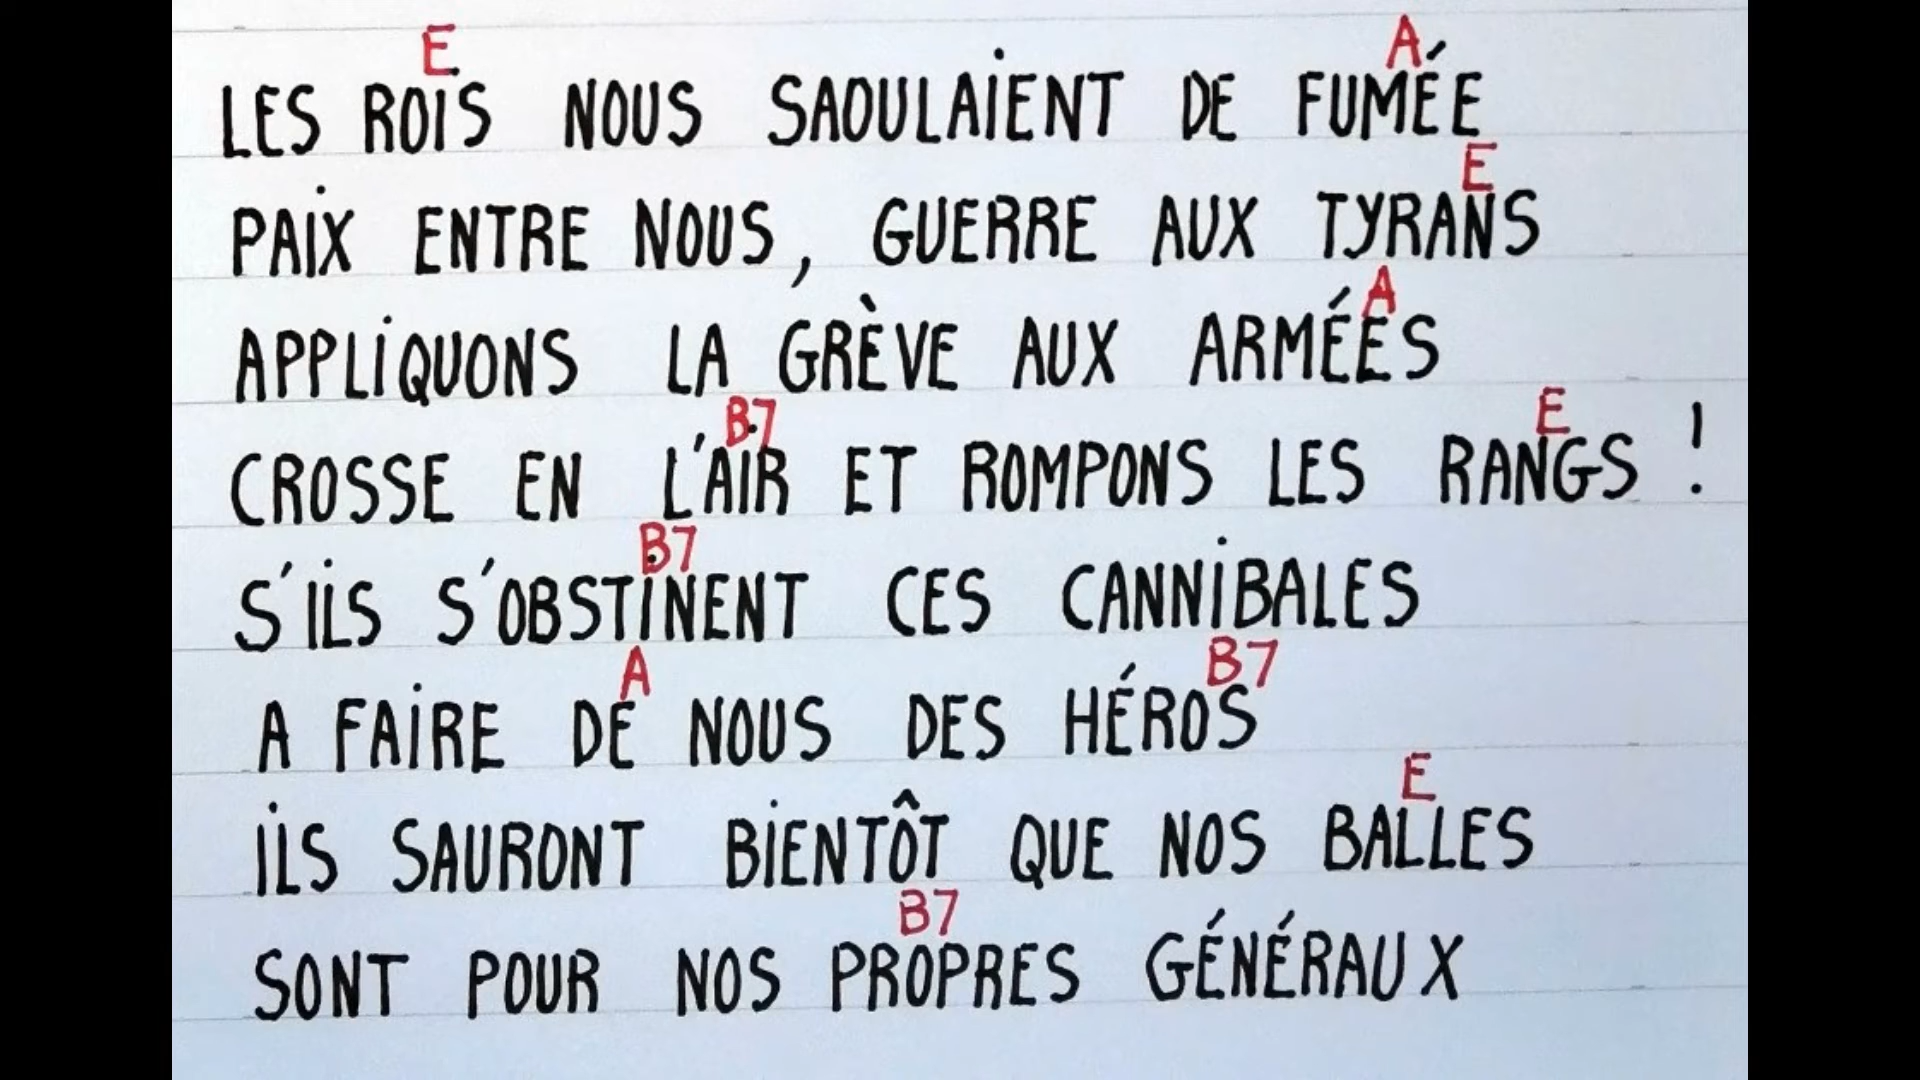 E A
LES ROIS NOUS SAOULAIENT DE FUMÉE
E
PAIX ENTRE NOUS, GUERRE AUX TYRANS
A
APPLIQUONS LA GRÈVE AUX ARMÉES
B7 E
CROSSE EN L'AIR ET ROMPONS LES RANGS !
B7
S'ILS S'OBSTINENT CES CANNIBALES
A B7
A FAIRE DE NOUS DES HÉROS
E
ILS SAURONT BIENTÔT QUE NOS BALLES
B7
SONT POUR NOS PROPRES GÉNÉRAUX